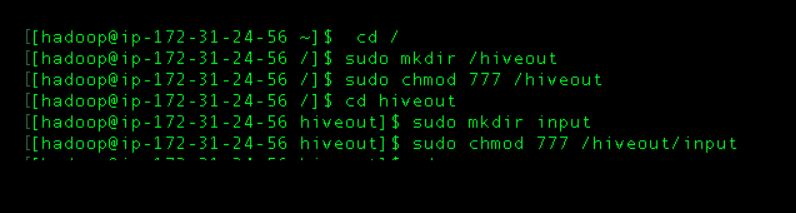 [[hadoop@ip-172-31-24-56 ~]$  cd /
[[hadoop@ip-172-31-24-56 /]$ sudo mkdir /hiveout
[[hadoop@ip-172-31-24-56 /]$ sudo chmod 777 /hiveout
[[hadoop@ip-172-31-24-56 /]$ cd hiveout
[[hadoop@ip-172-31-24-56 hiveout]$ sudo mkdir input
[[hadoop@ip-172-31-24-56 hiveout]$ sudo chmod 777 /hiveout/input